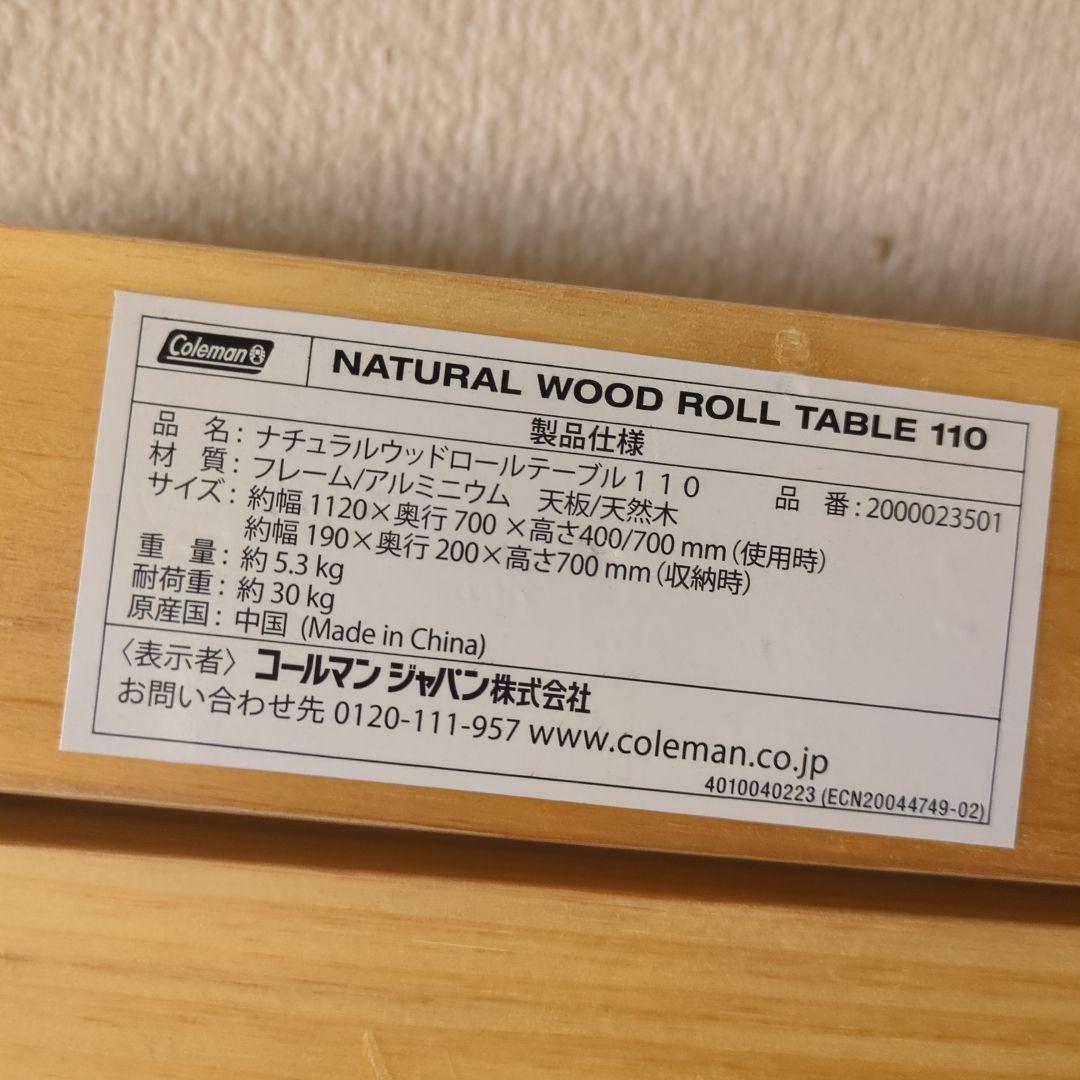 Coleman
NATURAL WOOD ROLL TABLE 110
製品仕様
品 名：ナチュラルウッドロールテーブル１１０ 品 番：2000023501
材 質：フレーム/アルミニウム 天板/天然木
サイズ：約幅 1120×奥行 700 ×高さ400/700 mm（使用時）
約幅 190×奥行 200×高さ700 mm（収納時）
重 量：約 5.3 kg
耐荷重：約 30 kg
原産国：中国 (Made in China)
〈表示者〉コールマン ジャパン株式会社
お問い合わせ先 0120-111-957 www.coleman.co.jp
4010040223 (ECN20044749-02)